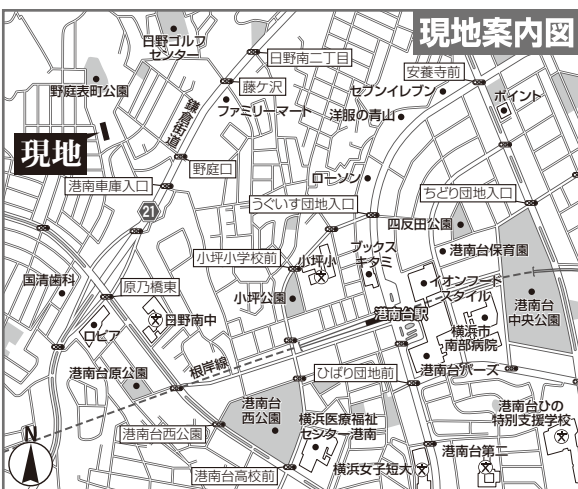 現地案内図
日野ゴルフ
センター
日野南二丁目
藤ケ沢
安養寺前
セブンイレブン
ポイント
野庭表町公園
ファミリーマート
洋服の青山
鎌倉街道
現地
野庭口
港南車庫入口
ローソン
ちどり団地入口
うぐいす団地入口
21
四反田公園
小坪小学校前
小坪小
ブックス
キタミ
港南台保育園
国清歯科
原乃橋東
イオンフード
スタイル
小坪公園
港南台駅
港南台
中央公園
日野南中
ロピア
横浜市
南部病院
根岸線
ひばり団地前
港南台バーズ
港南台原公園
港南台
西公園
港南台ひの
特別支援学校
港南台西公園
横浜医療福祉
センター港南
N
港南台第二
港南台高校前
横浜女子短大